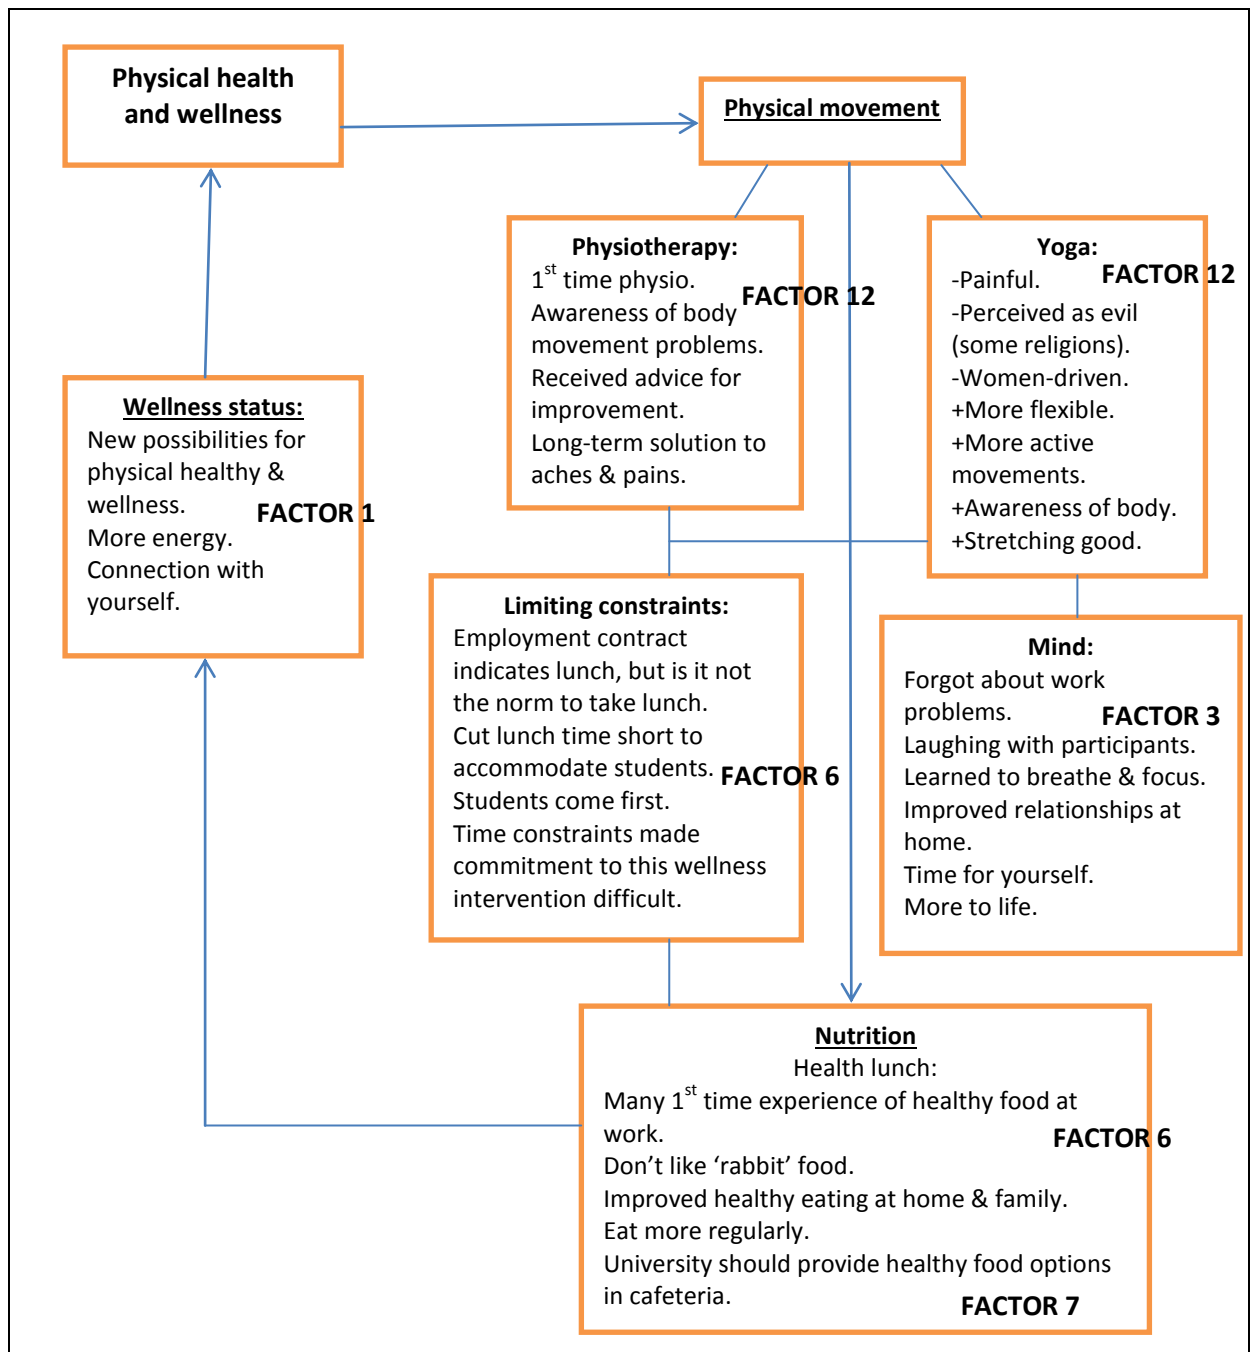 Physical health
and wellness
Physical movement
Physiotherapy:
1st time physio.
FACTOR 12
Awareness of body
movement problems.
Received advice for
improvement.
Long-term solution to
aches & pains.
Yoga:
FACTOR 12
-Painful.
-Perceived as evil
(some religions).
-Women-driven.
+More flexible.
+More active
movements.
+Awareness of body.
+Stretching good.
Wellness status:
New possibilities for
physical healthy &
wellness.
FACTOR 1
More energy.
Connection with
yourself.
Limiting constraints:
Employment contract
indicates lunch, but is it not
the norm to take lunch.
Cut lunch time short to
accommodate students.
FACTOR 6
Students come first.
Time constraints made
commitment to this wellness
intervention difficult.
Mind:
Forgot about work
problems.
FACTOR 3
Laughing with participants.
Learned to breathe & focus.
Improved relationships at
home.
Time for yourself.
More to life.
Nutrition
Health lunch:
Many 1st time experience of healthy food at
work.
FACTOR 6
Don’t like ‘rabbit’ food.
Improved healthy eating at home & family.
Eat more regularly.
University should provide healthy food options
in cafeteria.
FACTOR 7